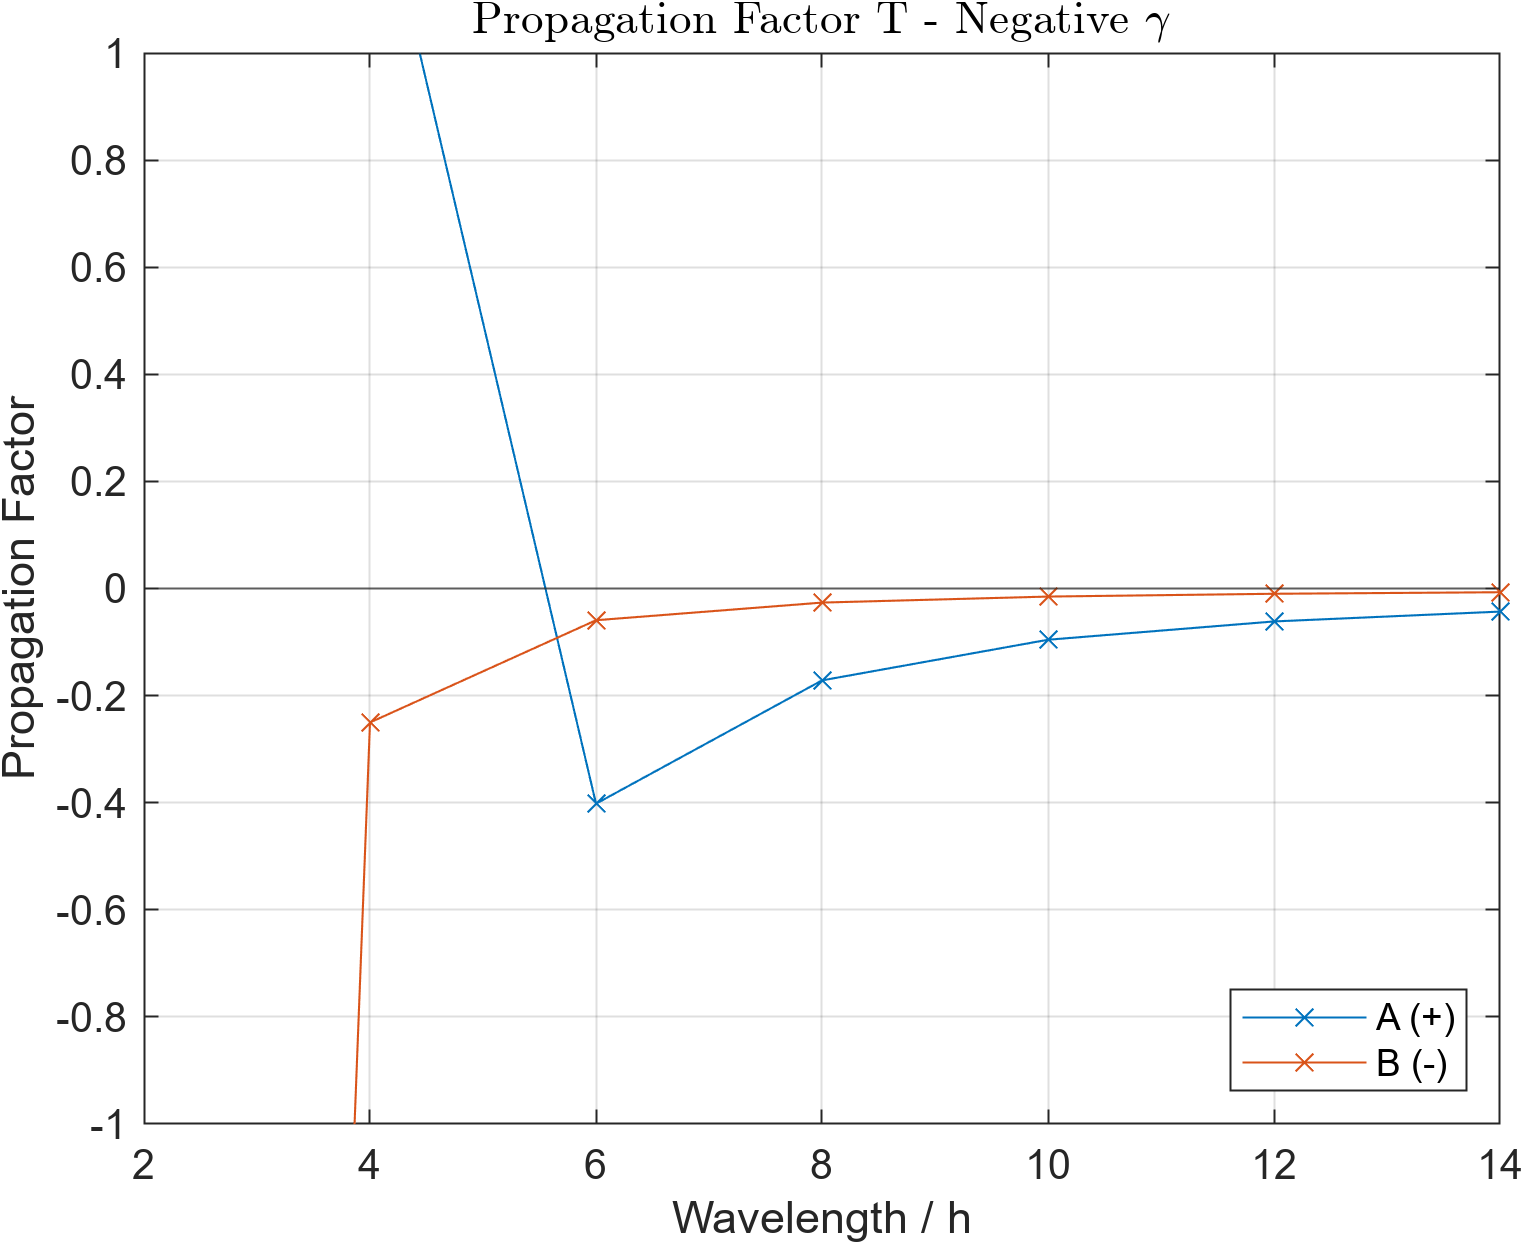 Propagation Factor T - Negative γ
1
0.8
0.6
0.4
0.2
0
-0.2
-0.4
-0.6
-0.8
-1
Propagation Factor
2 4 6 8 10 12 14
Wavelength / h
A (+)
B (-)